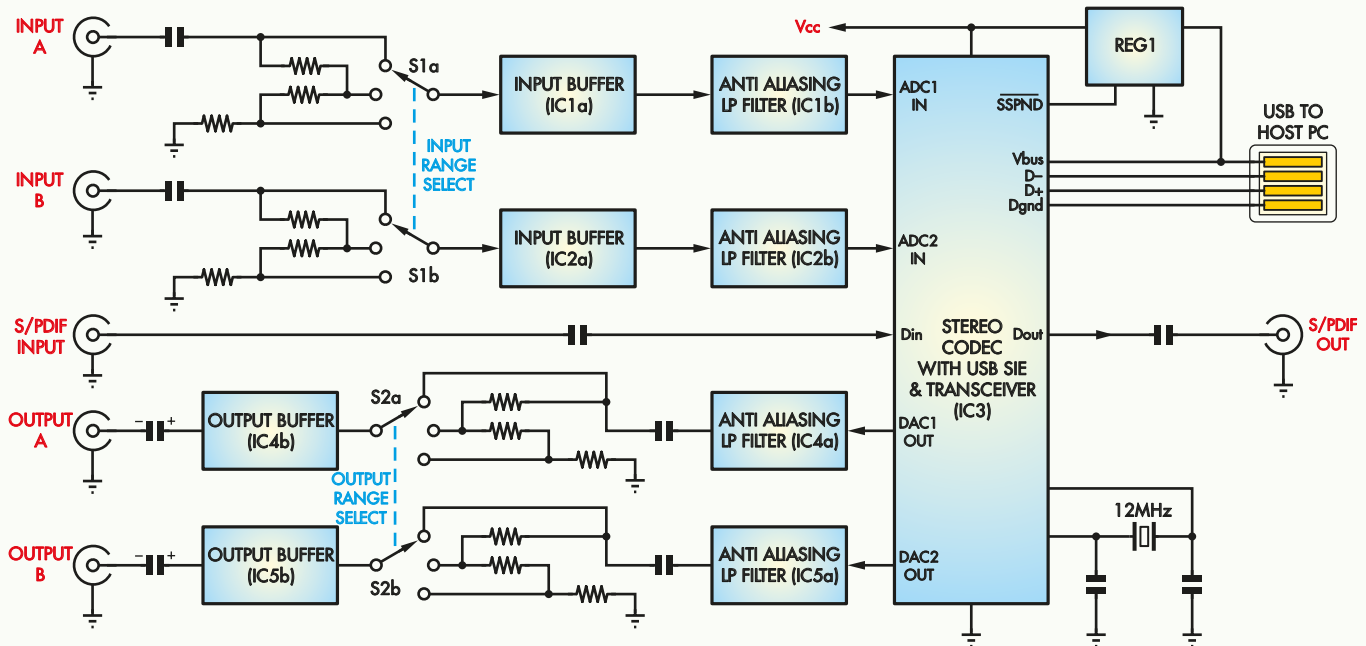 INPUT
A
S1a
INPUT BUFFER
(IC1a)
ANTI ALIASING
LP FILTER (IC1b)
ADC1
IN
Vcc
REG1
SSPND
USB TO
HOST PC
Vbus
D–
D+
Dgnd
INPUT
RANGE
SELECT
INPUT
B
S1b
INPUT BUFFER
(IC2a)
ANTI ALIASING
LP FILTER (IC2b)
ADC2
IN
S/PDIF
INPUT
Din
STEREO
CODEC
WITH USB SIE
& TRANSCEIVER
(IC3)
Dout
S/PDIF
OUT
OUTPUT
A
– +
OUTPUT BUFFER
(IC4b)
S2a
ANTI ALIASING
LP FILTER (IC4a)
DAC1
OUT
OUTPUT
RANGE
SELECT
12MHz
OUTPUT
B
– +
OUTPUT BUFFER
(IC5b)
S2b
ANTI ALIASING
LP FILTER (IC5a)
DAC2
OUT